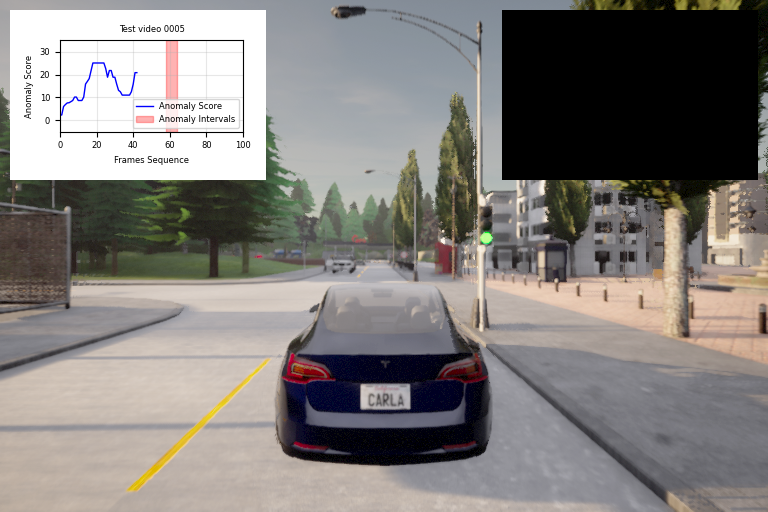 Test video 0005
Anomaly Score
30
20
10
0
0 20 40 60 80 100
Frames Sequence
Anomaly Score
Anomaly Intervals
CARLA